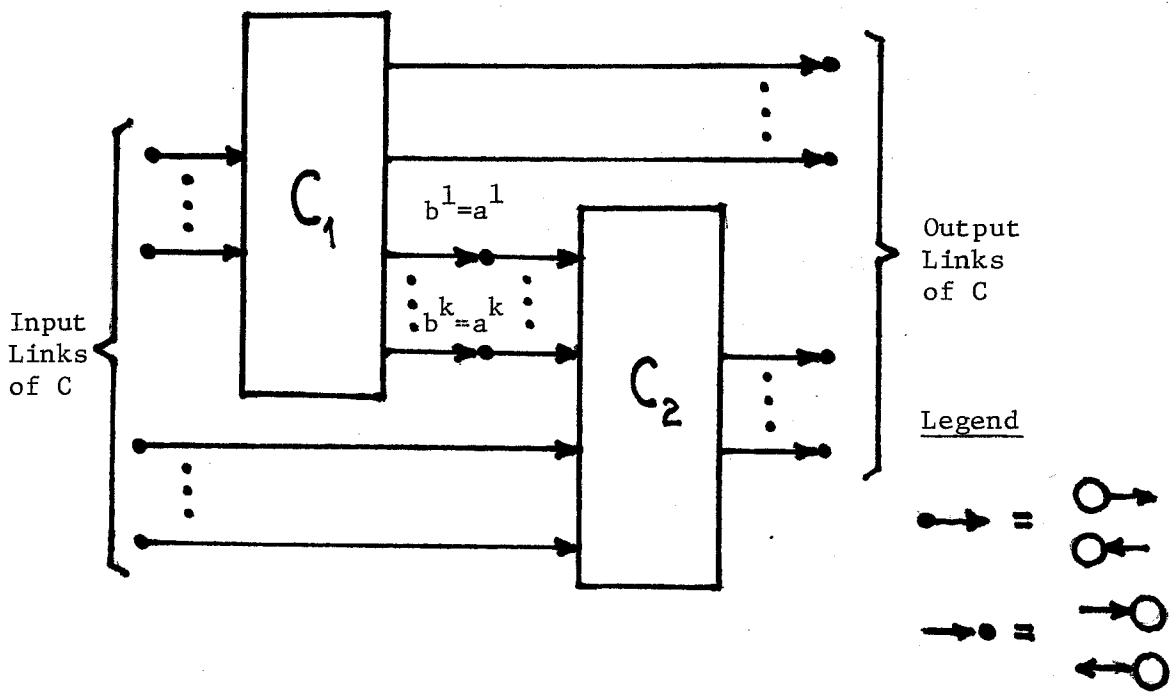 C₁
b¹=a¹
bᵏ=aᵏ
C₂
Input
Links
of C
Output
Links
of C
Legend
=
=